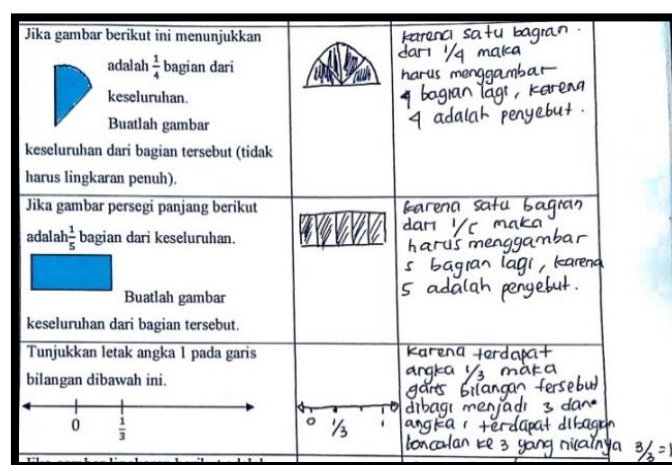 Jika gambar berikut ini menunjukkan
adalah 1/4 bagian dari
keseluruhan.
Buatlah gambar
keseluruhan dari bagian tersebut (tidak
harus lingkaran penuh).
karena satu bagian.
dari 1/4 maka
harus menggambar
4 bagian lagi, karena
4 adalah penyebut.
Jika gambar persegi panjang berikut
adalah 1/5 bagian dari keseluruhan.
Buatlah gambar
keseluruhan dari bagian tersebut.
karena satu bagian
dari 1/5 maka
harus menggambar
5 bagian lagi, karena
5 adalah penyebut.
Tunjukkan letak angka 1 pada garis
bilangan dibawah ini.
0 1/3
0 1/3 1
karena terdapat
angka 1/3 maka
garis bilangan tersebut
dibagi menjadi 3 dan
angka 1 terdapat dibagian
loncatan ke 3 yang nilainya 3/3 = 1